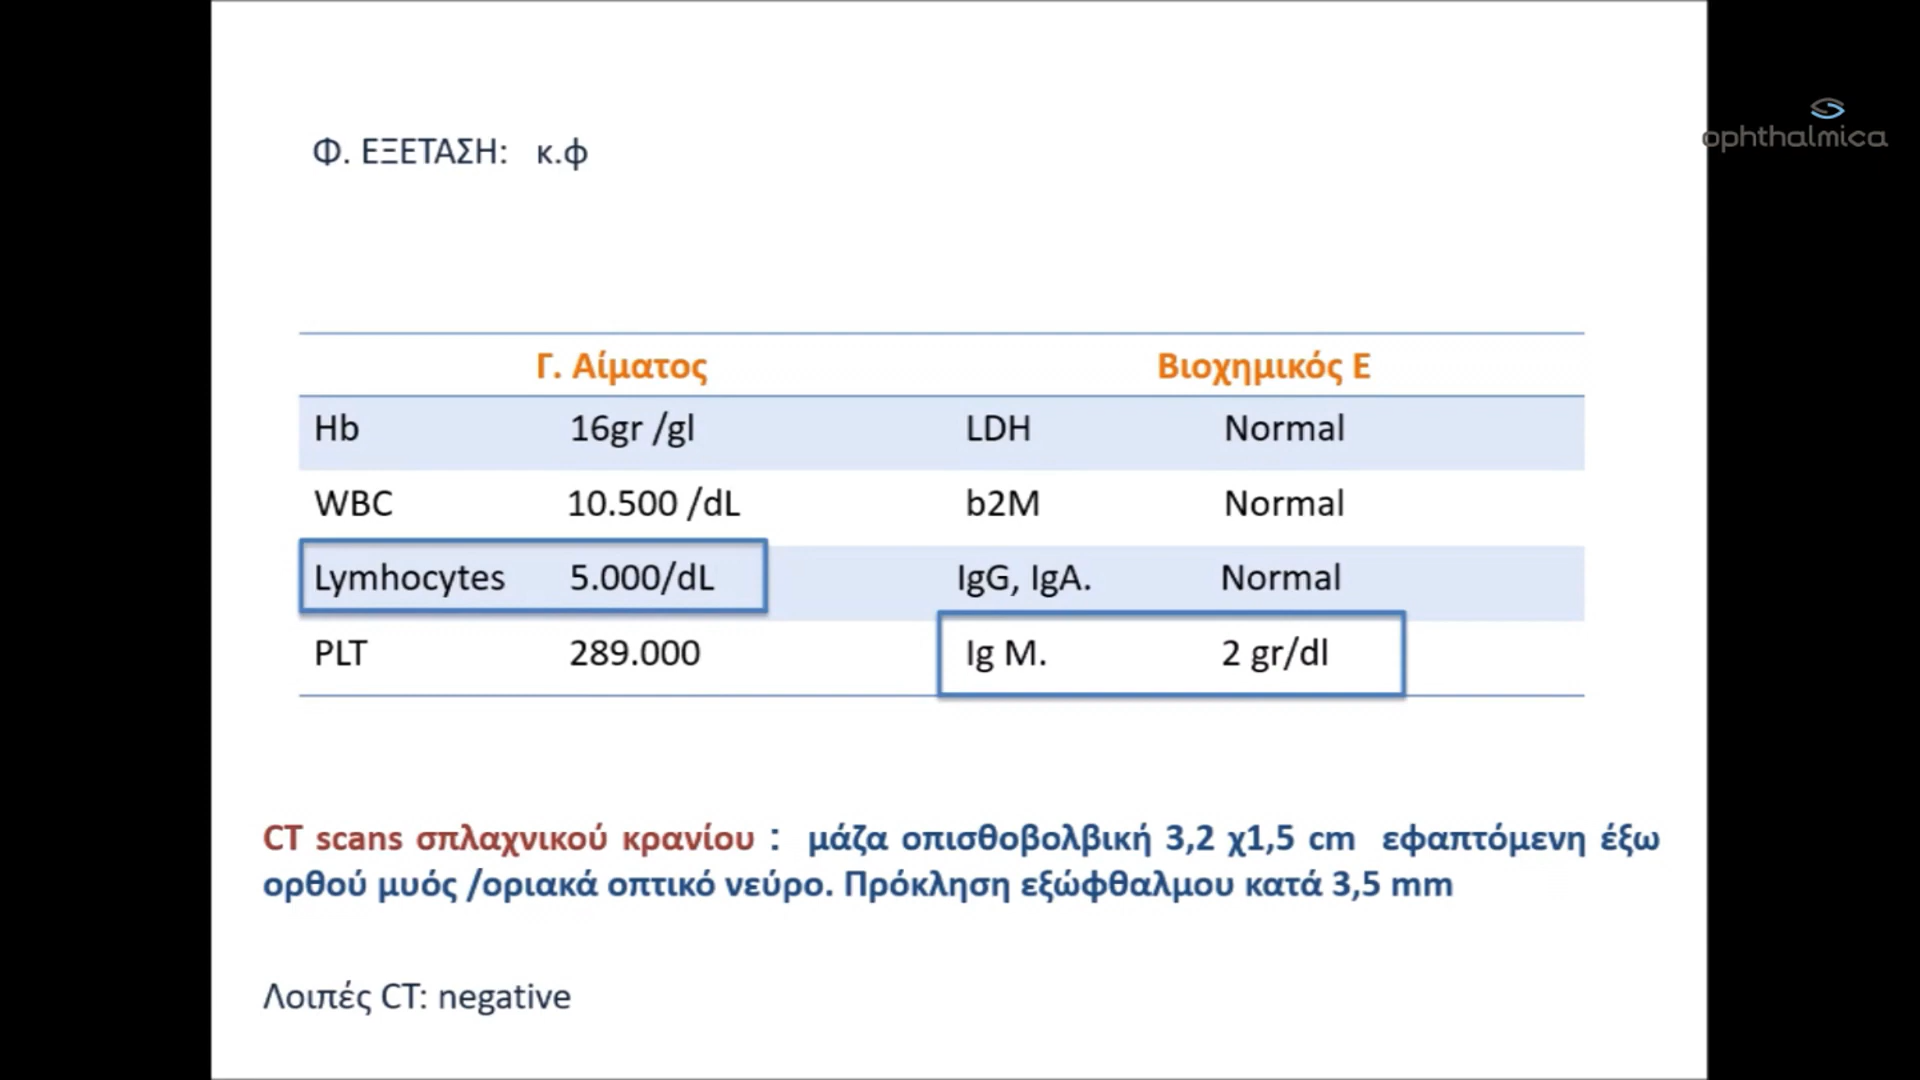 ophthalmica
Φ. ΕΞΕΤΑΣΗ: κ.φ
Γ. Αίματος Βιοχημικός Ε
Hb 16gr /gl LDH Normal
WBC 10.500 /dL b2M Normal
Lymhocytes 5.000/dL IgG, IgA. Normal
PLT 289.000 Ig M. 2 gr/dl
CT scans σπλαχνικού κρανίου : μάζα οπισθοβολβική 3,2 χ1,5 cm εφαπτόμενη έξω
ορθού μυός /οριακά οπτικό νεύρο. Πρόκληση εξώφθαλμου κατά 3,5 mm
Λοιπές CT: negative